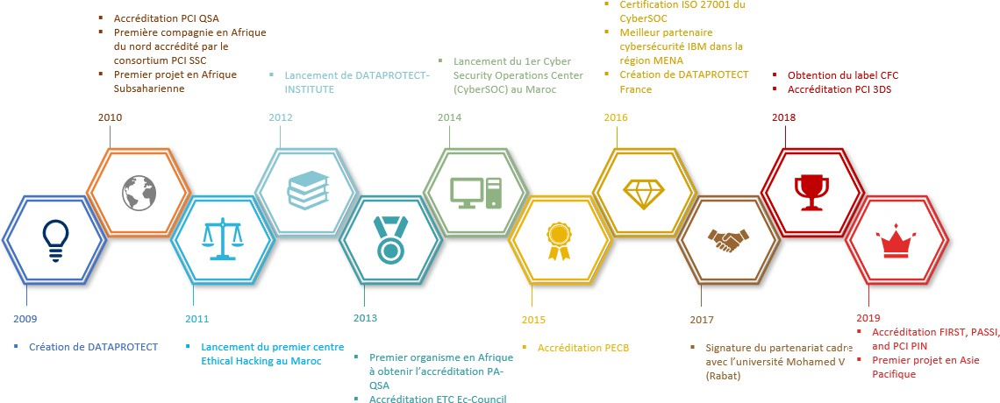 ▪ Accréditation PCI QSA
▪ Première compagnie en Afrique
du nord accrédité par le
consortium PCI SSC
▪ Premier projet en Afrique
Subsaharienne
2010
▪ Lancement de DATAPROTECT-
INSTITUTE
2012
▪ Lancement du 1er Cyber
Security Operations Center
(CyberSOC) au Maroc
2014
▪ Certification ISO 27001 du
CyberSOC
▪ Meilleur partenaire
cybersécurité IBM dans la
région MENA
▪ Création de DATAPROTECT
France
2016
▪ Obtention du label CFC
▪ Accréditation PCI 3DS
2018
2009
▪ Création de DATAPROTECT
2011
▪ Lancement du premier centre
Ethical Hacking au Maroc
2013
▪ Premier organisme en Afrique
à obtenir l’accréditation PA-
QSA
▪ Accréditation ETC Ec-Council
2015
▪ Accréditation PECB
2017
▪ Signature du partenariat cadre
avec l’université Mohamed V
(Rabat)
2019
▪ Accréditation FIRST, PASSI,
and PCI PIN
▪ Premier projet en Asie
Pacifique